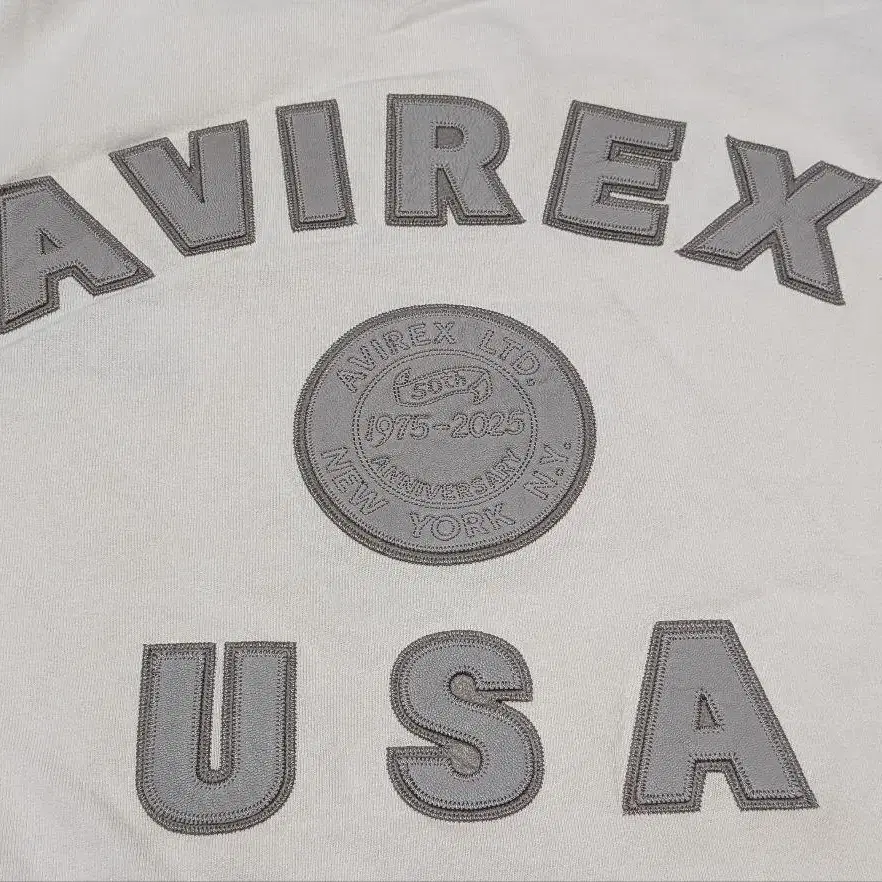 AVIREX
AVIREX LTD.
50th
1975-2025
ANNIVERSARY
NEW YORK N.Y.
USA